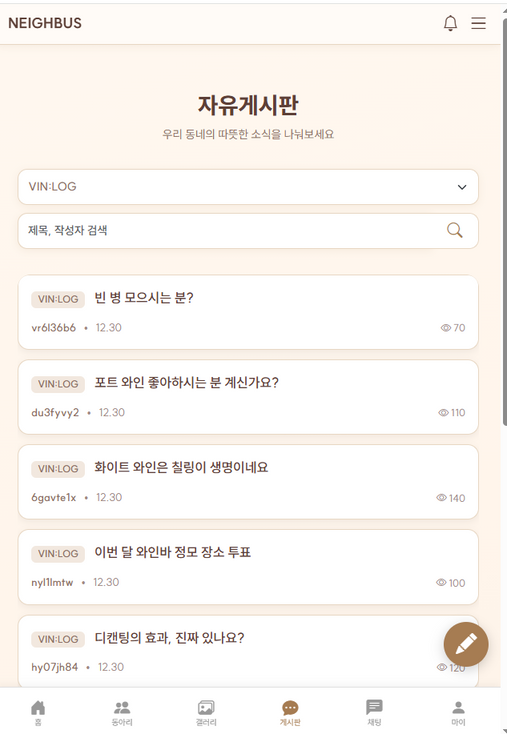 NEIGHBUS
자유게시판
우리 동네의 따뜻한 소식을 나눠보세요
VIN:LOG
제목, 작성자 검색
VIN:LOG 빈 병 모으시는 분?
vr6l36b6 • 12.30 70
VIN:LOG 포트 와인 좋아하시는 분 계신가요?
du3fyvy2 • 12.30 110
VIN:LOG 화이트 와인은 칠링이 생명이네요
6gavte1x • 12.30 140
VIN:LOG 이번 달 와인바 정모 장소 투표
nyl1lmtw • 12.30 100
VIN:LOG 디캔팅의 효과, 진짜 있나요?
hy07jh84 • 12.30 120
홈 동아리 갤러리 게시판 채팅 마이